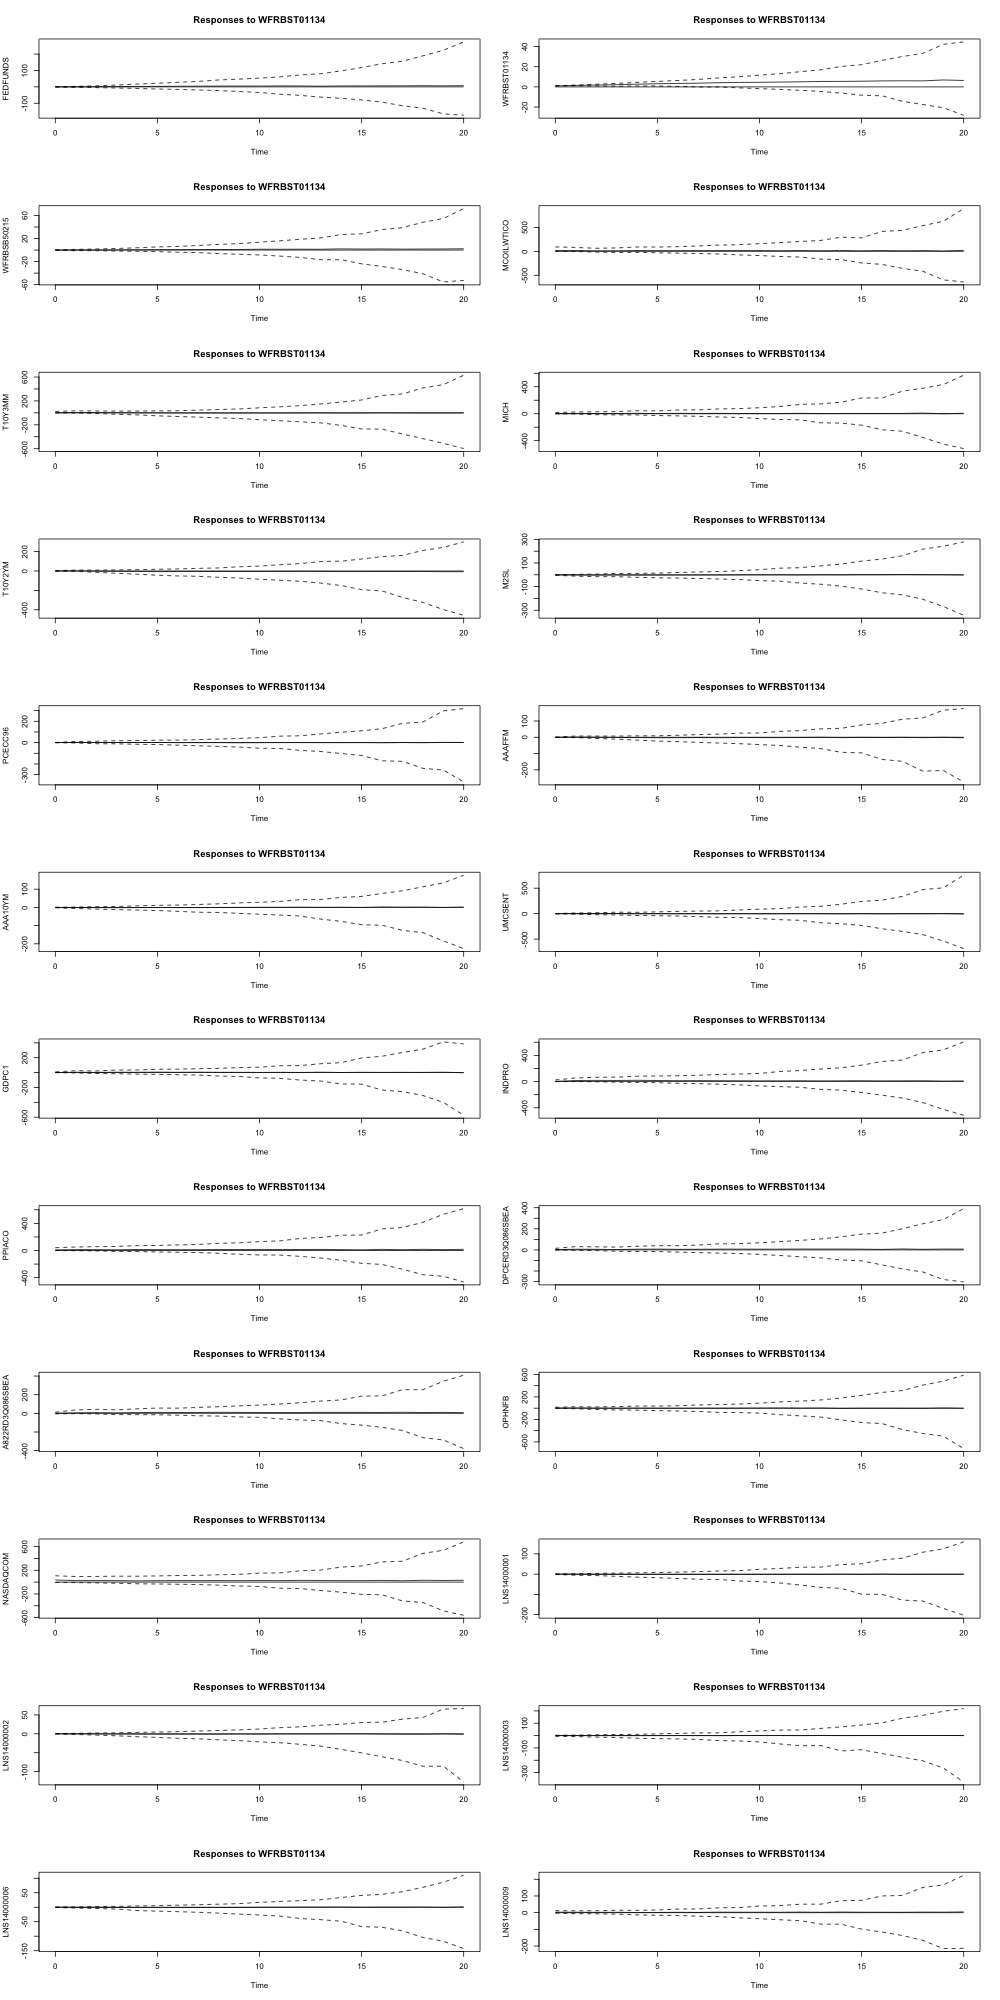 Responses to WFRBST01134 Responses to WFRBST01134
FEDFUNDS -100 100 WFRBST01134 -20 0 20 40
0 5 10 15 20 0 5 10 15 20
Time Time
Responses to WFRBST01134 Responses to WFRBST01134
WFRBSB50215 -60 -20 20 60 MCOILWTICO -500 0 500
0 5 10 15 20 0 5 10 15 20
Time Time
Responses to WFRBST01134 Responses to WFRBST01134
T10Y3MM -600 -200 200 600 MICH -400 0 400
0 5 10 15 20 0 5 10 15 20
Time Time
Responses to WFRBST01134 Responses to WFRBST01134
T10Y2YM -400 0 200 M2SL -300 -100 100 300
0 5 10 15 20 0 5 10 15 20
Time Time
Responses to WFRBST01134 Responses to WFRBST01134
PCECC96 -300 0 200 AAAFFM -200 0 100
0 5 10 15 20 0 5 10 15 20
Time Time
Responses to WFRBST01134 Responses to WFRBST01134
AAA10YM -200 0 100 UMCSENT -500 0 500
0 5 10 15 20 0 5 10 15 20
Time Time
Responses to WFRBST01134 Responses to WFRBST01134
GDPC1 -600 -200 200 INDPRO -400 0 400
0 5 10 15 20 0 5 10 15 20
Time Time
Responses to WFRBST01134 Responses to WFRBST01134
PPIACO -400 0 400 DPCERD3Q086SBEA -300 0 200 400
0 5 10 15 20 0 5 10 15 20
Time Time
Responses to WFRBST01134 Responses to WFRBST01134
A822RD3Q086SBEA -400 0 200 OPHNFB -600 -200 200 600
0 5 10 15 20 0 5 10 15 20
Time Time
Responses to WFRBST01134 Responses to WFRBST01134
NASDAQCOM -600 -200 200 600 LNS14000001 -200 0 100
0 5 10 15 20 0 5 10 15 20
Time Time
Responses to WFRBST01134 Responses to WFRBST01134
LNS14000002 -100 0 50 LNS14000003 -300 -100 100
0 5 10 15 20 0 5 10 15 20
Time Time
Responses to WFRBST01134 Responses to WFRBST01134
LNS14000006 -150 -50 50 LNS14000009 -200 0 100
0 5 10 15 20 0 5 10 15 20
Time Time